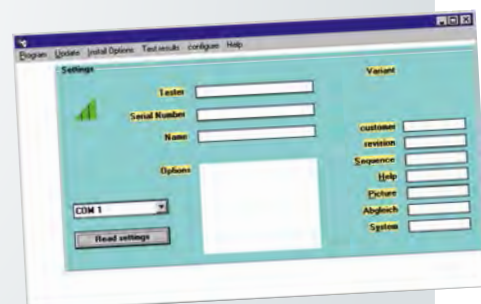 Program Update Install Options Test results configure Help
Settings
Tester
Serial Number
Name
Options
COM 1
Read settings
Variant
customer
revision
Sequence
Help
Picture
Abgleich
System